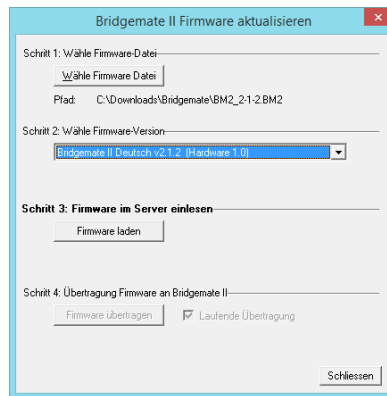 Bridgemate II Firmware aktualisieren
Schritt 1: Wähle Firmware-Datei
Wähle Firmware Datei
Pfad: C:\Downloads\Bridgemate\BM2_2-1-2.BM2
Schritt 2: Wähle Firmware-Version
Bridgemate II Deutsch v2.1.2 (Hardware 1.0)
Schritt 3: Firmware im Server einlesen
Firmware laden
Schritt 4: Übertragung Firmware an Bridgemate II
Firmware übertragen Laufende Übertragung
Schliessen